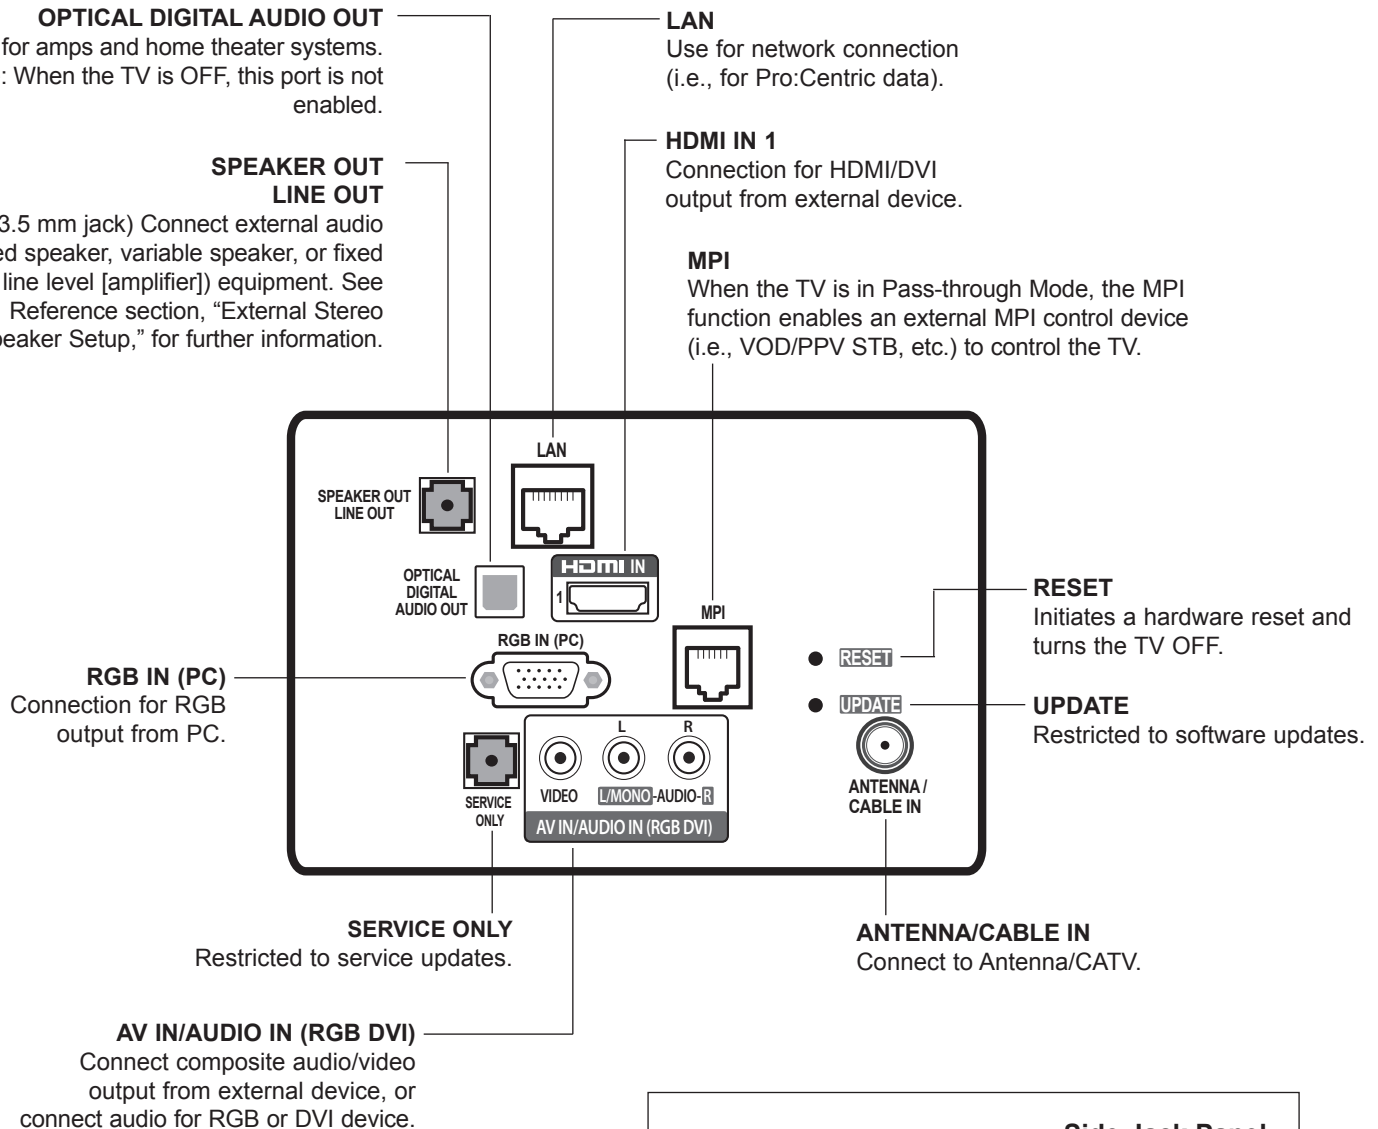 OPTICAL DIGITAL AUDIO OUT
for amps and home theater systems.
: When the TV is OFF, this port is not
enabled.
SPEAKER OUT
LINE OUT
3.5 mm jack) Connect external audio
speaker, variable speaker, or fixed
line level [amplifier]) equipment. See
Reference section, “External Stereo
Setup,” for further information.
LAN
Use for network connection
(i.e., for Pro:Centric data).
HDMI IN 1
Connection for HDMI/DVI
output from external device.
MPI
When the TV is in Pass-through Mode, the MPI
function enables an external MPI control device
(i.e., VOD/PPV STB, etc.) to control the TV.
LAN
SPEAKER OUT
LINE OUT
OPTICAL
DIGITAL
AUDIO OUT
HDMI IN
1
MPI
RGB IN (PC)
RESET
UPDATE
L R
VIDEO L/MONO-AUDIO-R
AV IN/AUDIO IN (RGB DVI)
SERVICE
ONLY
ANTENNA /
CABLE IN
RGB IN (PC)
Connection for RGB
output from PC.
RESET
Initiates a hardware reset and
turns the TV OFF.
UPDATE
Restricted to software updates.
SERVICE ONLY
Restricted to service updates.
ANTENNA/CABLE IN
Connect to Antenna/CATV.
AV IN/AUDIO IN (RGB DVI)
Connect composite audio/video
output from external device, or
connect audio for RGB or DVI device.
Side Jack Panel